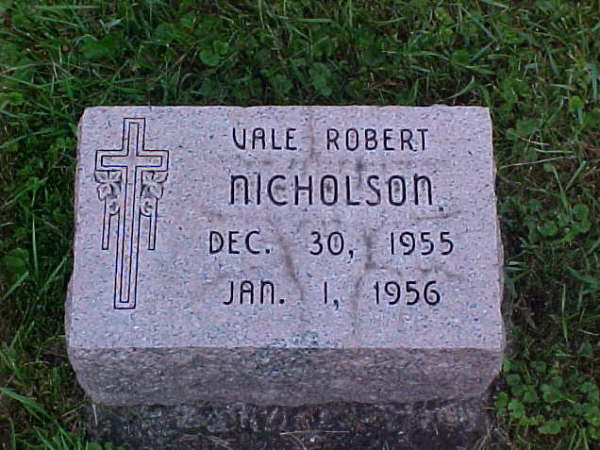 VALE ROBERT
NICHOLSON
DEC. 30, 1955
JAN. 1, 1956